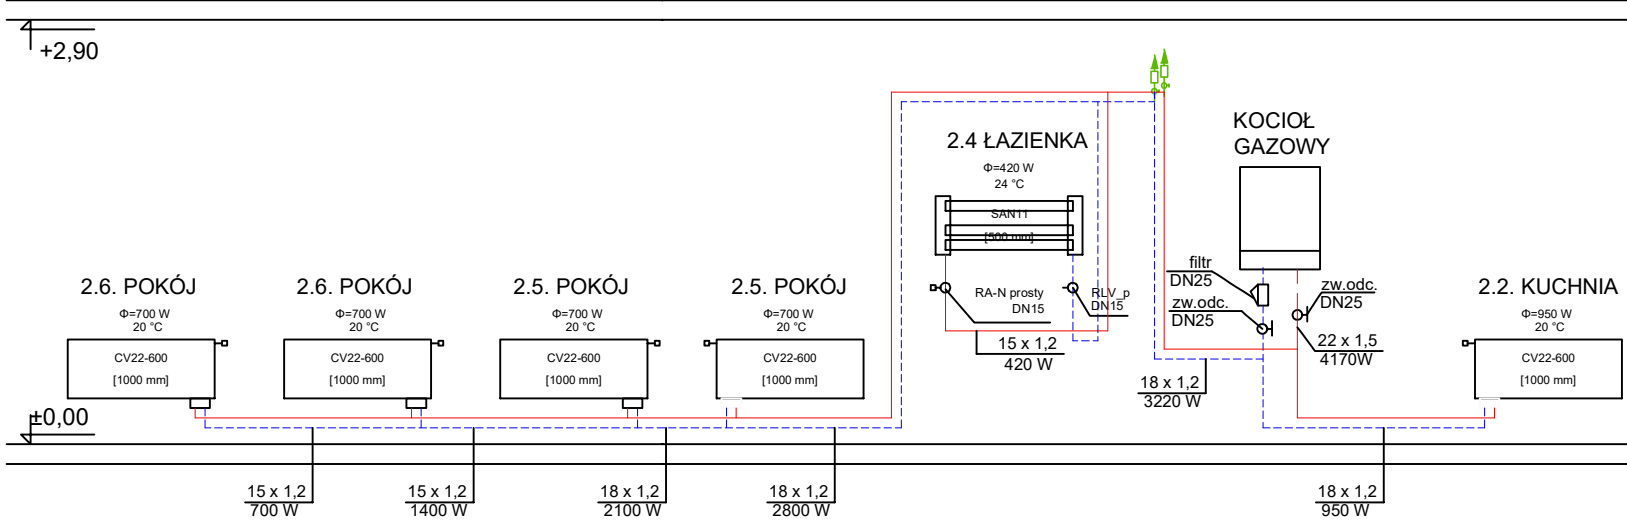 +2,90
KOCIOŁ
GAZOWY
2.4 ŁAZIENKA
Φ=420 W
24 °C
SAN11
[500 mm]
filtr
DN25
zw.odc.
DN25
zw.odc.
DN25
RA-N prosty
DN15
RLV_p
DN15
15 x 1,2
420 W
22 x 1,5
4170W
18 x 1,2
3220 W
2.6. POKÓJ
Φ=700 W
20 °C
CV22-600
[1000 mm]
2.6. POKÓJ
Φ=700 W
20 °C
CV22-600
[1000 mm]
2.5. POKÓJ
Φ=700 W
20 °C
CV22-600
[1000 mm]
2.5. POKÓJ
Φ=700 W
20 °C
CV22-600
[1000 mm]
2.2. KUCHNIA
Φ=950 W
20 °C
CV22-600
[1000 mm]
±0,00
15 x 1,2
700 W
15 x 1,2
1400 W
18 x 1,2
2100 W
18 x 1,2
2800 W
18 x 1,2
950 W